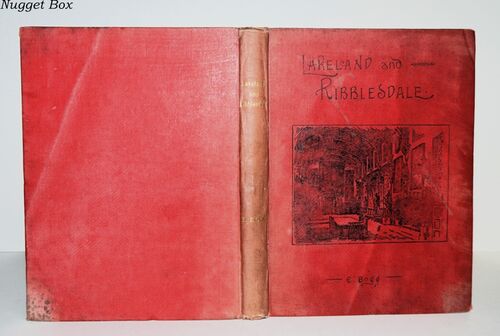 Nugget Box
LAKELAND and
RIBBLESDALE.
E. BOGG